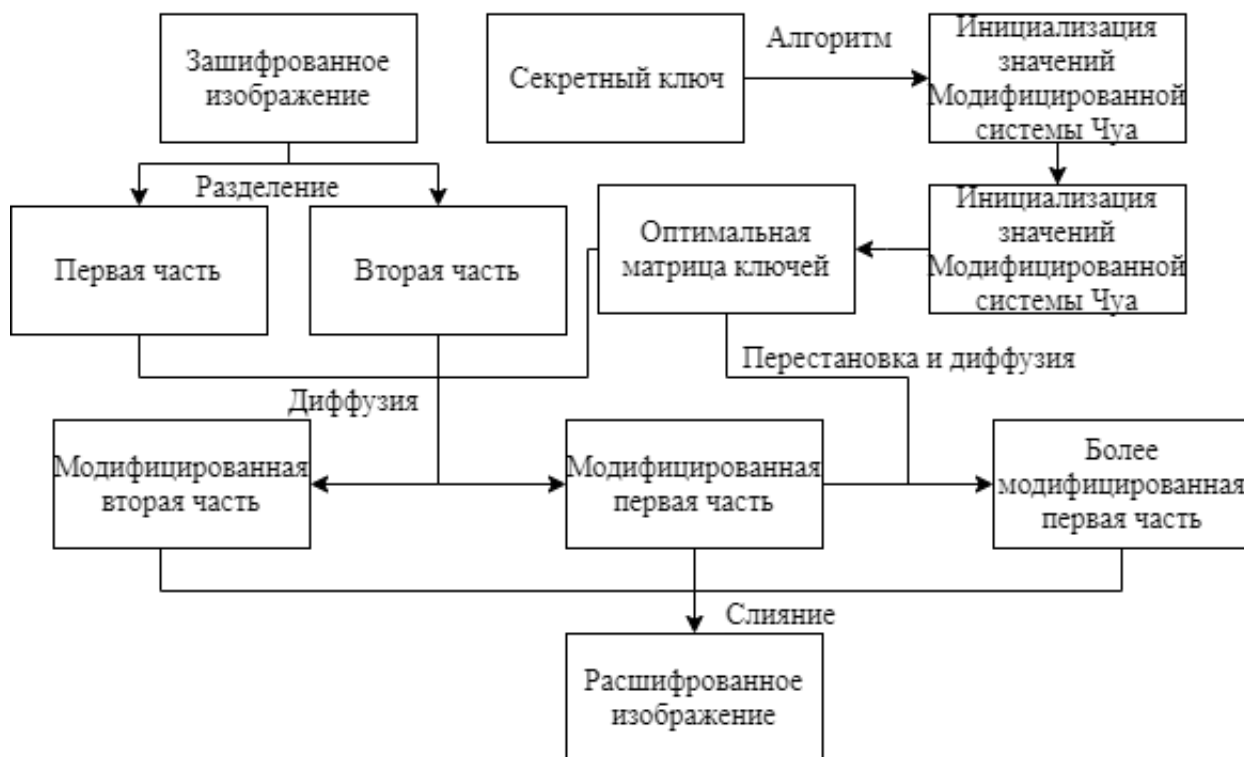 Зашифрованное
изображение
Секретный ключ
Алгоритм
Инициализация
значений
Модифицированной
системы Чуа
Разделение
Первая часть
Вторая часть
Оптимальная
матрица ключей
Инициализация
значений
Модифицированной
системы Чуа
Диффузия
Перестановка и диффузия
Модифицированная
вторая часть
Модифицированная
первая часть
Более
модифицированная
первая часть
Слияние
Расшифрованное
изображение